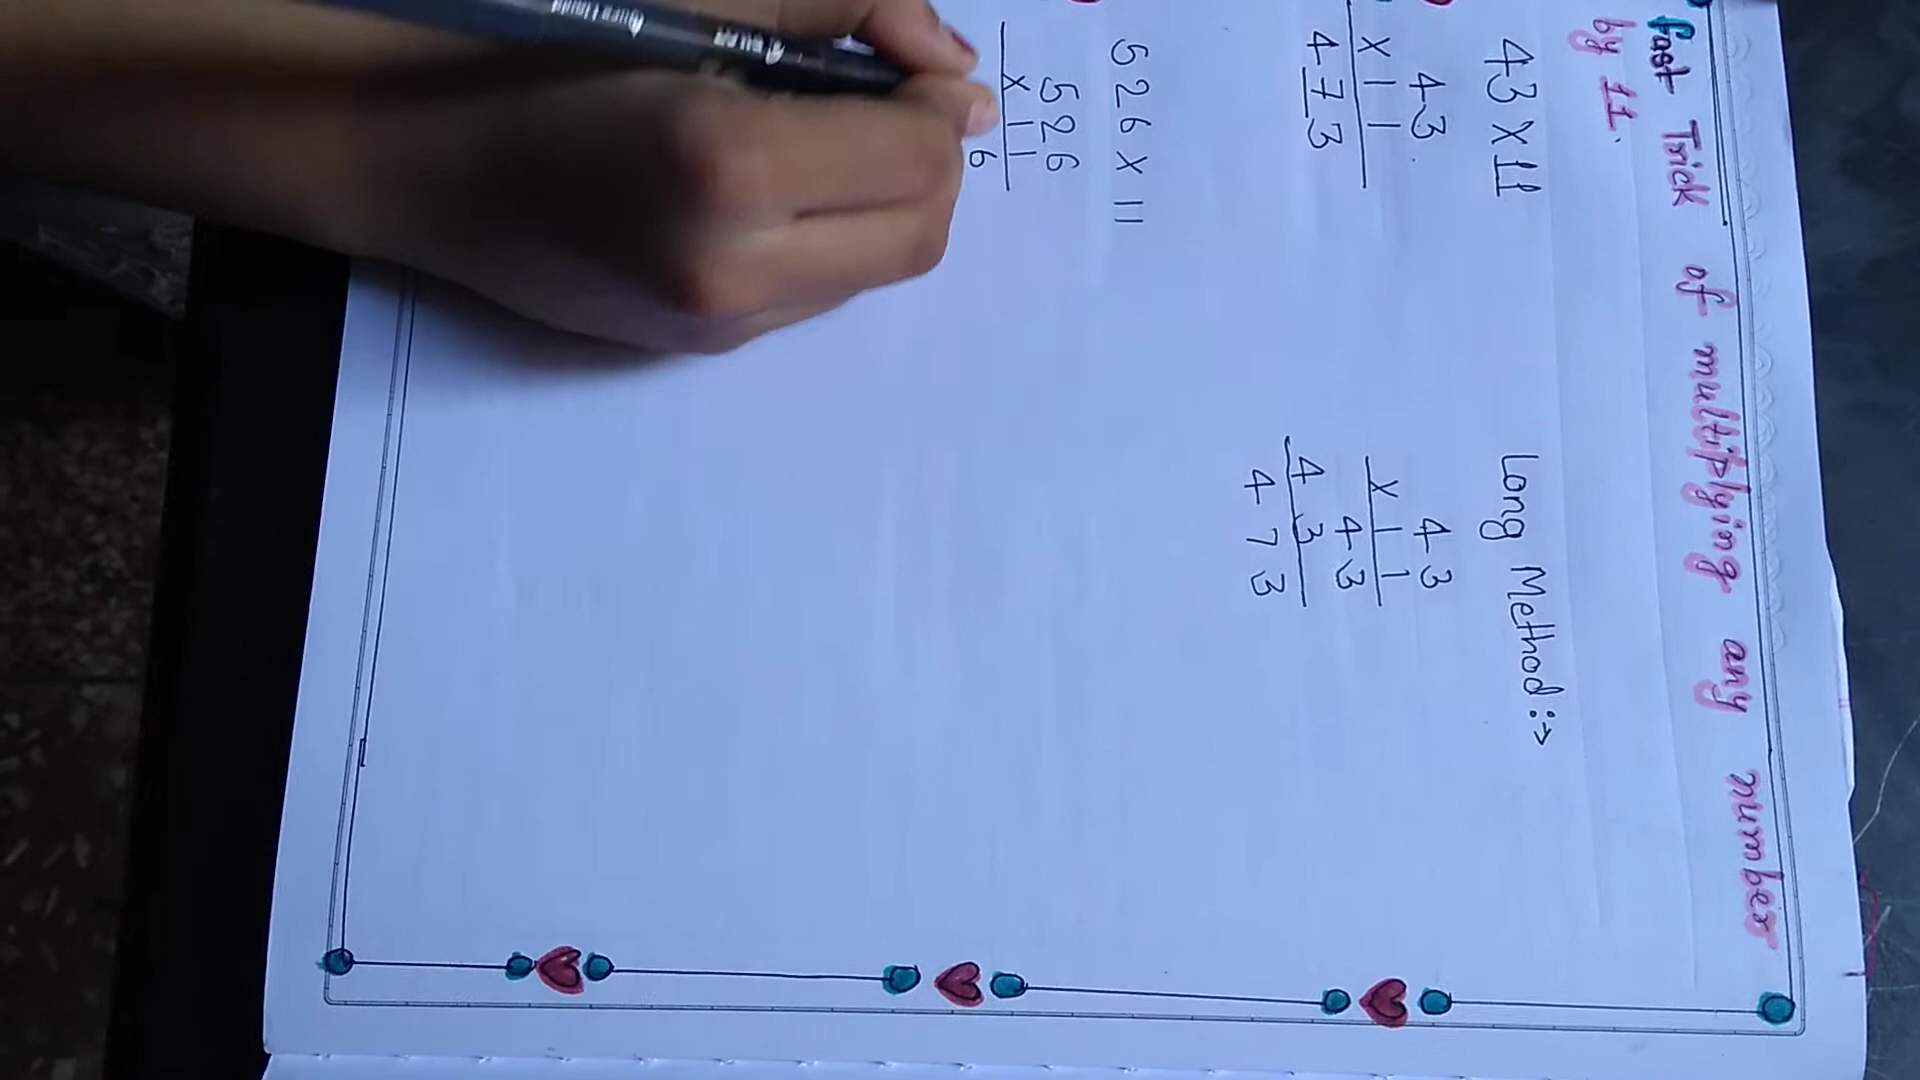 fast Trick of multiplying any number
by 11.
43 x 11
43
x 11
473
Long Method :->
43
x 11
43
43
473
526 x 11
526
x 11
6